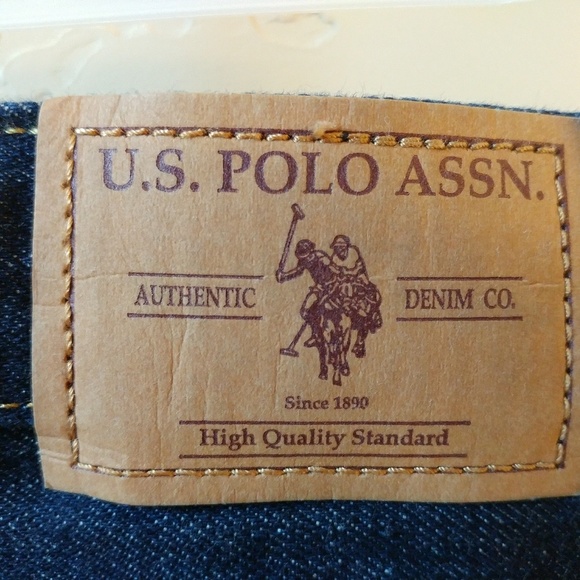 U.S. POLO ASSN.
AUTHENTIC DENIM CO.
Since 1890
High Quality Standard